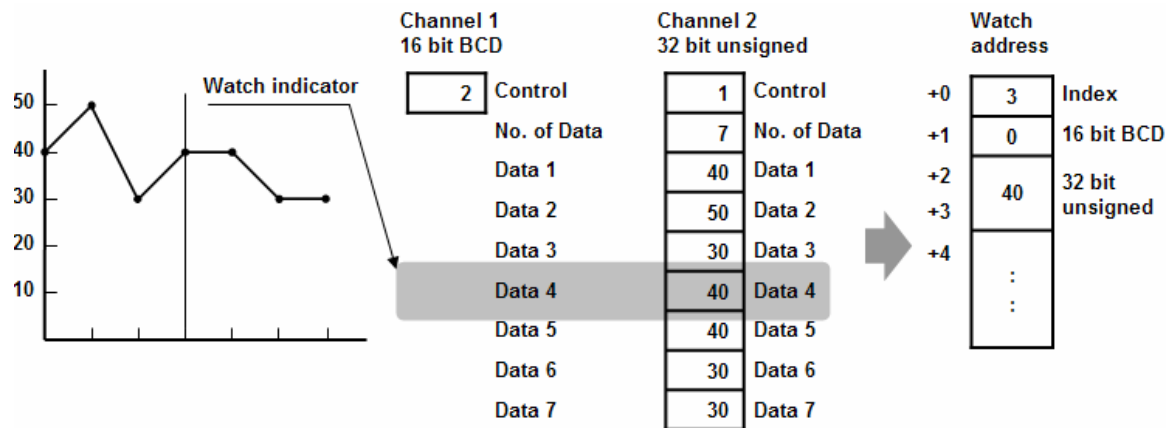 Channel 1
16 bit BCD
Channel 2
32 bit unsigned
Watch
address
Watch indicator
50
40
30
20
10
2 Control
No. of Data
Data 1
Data 2
Data 3
Data 4
Data 5
Data 6
Data 7
1 Control
7 No. of Data
40 Data 1
50 Data 2
30 Data 3
40 Data 4
40 Data 5
30 Data 6
30 Data 7
+0 3 Index
+1 0 16 bit BCD
+2
+3
40
32 bit
unsigned
+4
:
: